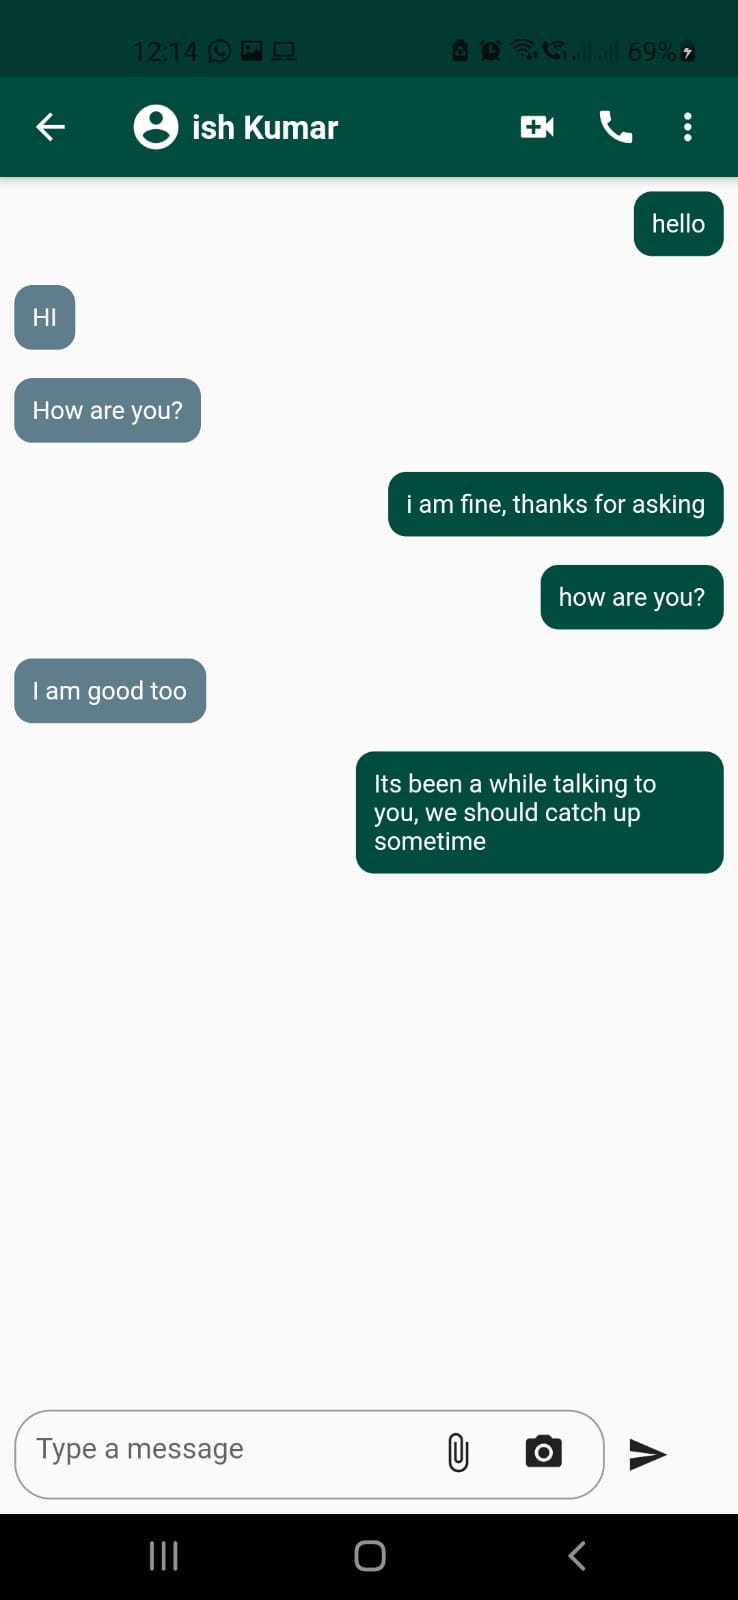 12:14 69%
ish Kumar
hello
HI
How are you?
i am fine, thanks for asking
how are you?
I am good too
Its been a while talking to
you, we should catch up
sometime
Type a message